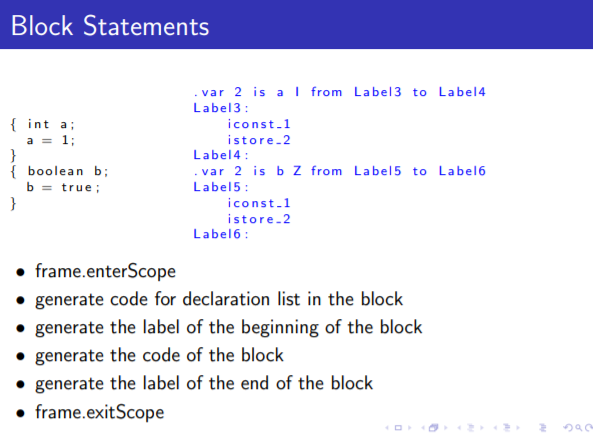 Block Statements
{ int a;
a = 1;
}
{ boolean b;
b = true;
}
.var 2 is a I from Label3 to Label4
Label3:
iconst_1
istore_2
Label4:
.var 2 is b Z from Label5 to Label6
Label5:
iconst_1
istore_2
Label6:
• frame.enterScope
• generate code for declaration list in the block
• generate the label of the beginning of the block
• generate the code of the block
• generate the label of the end of the block
• frame.exitScope